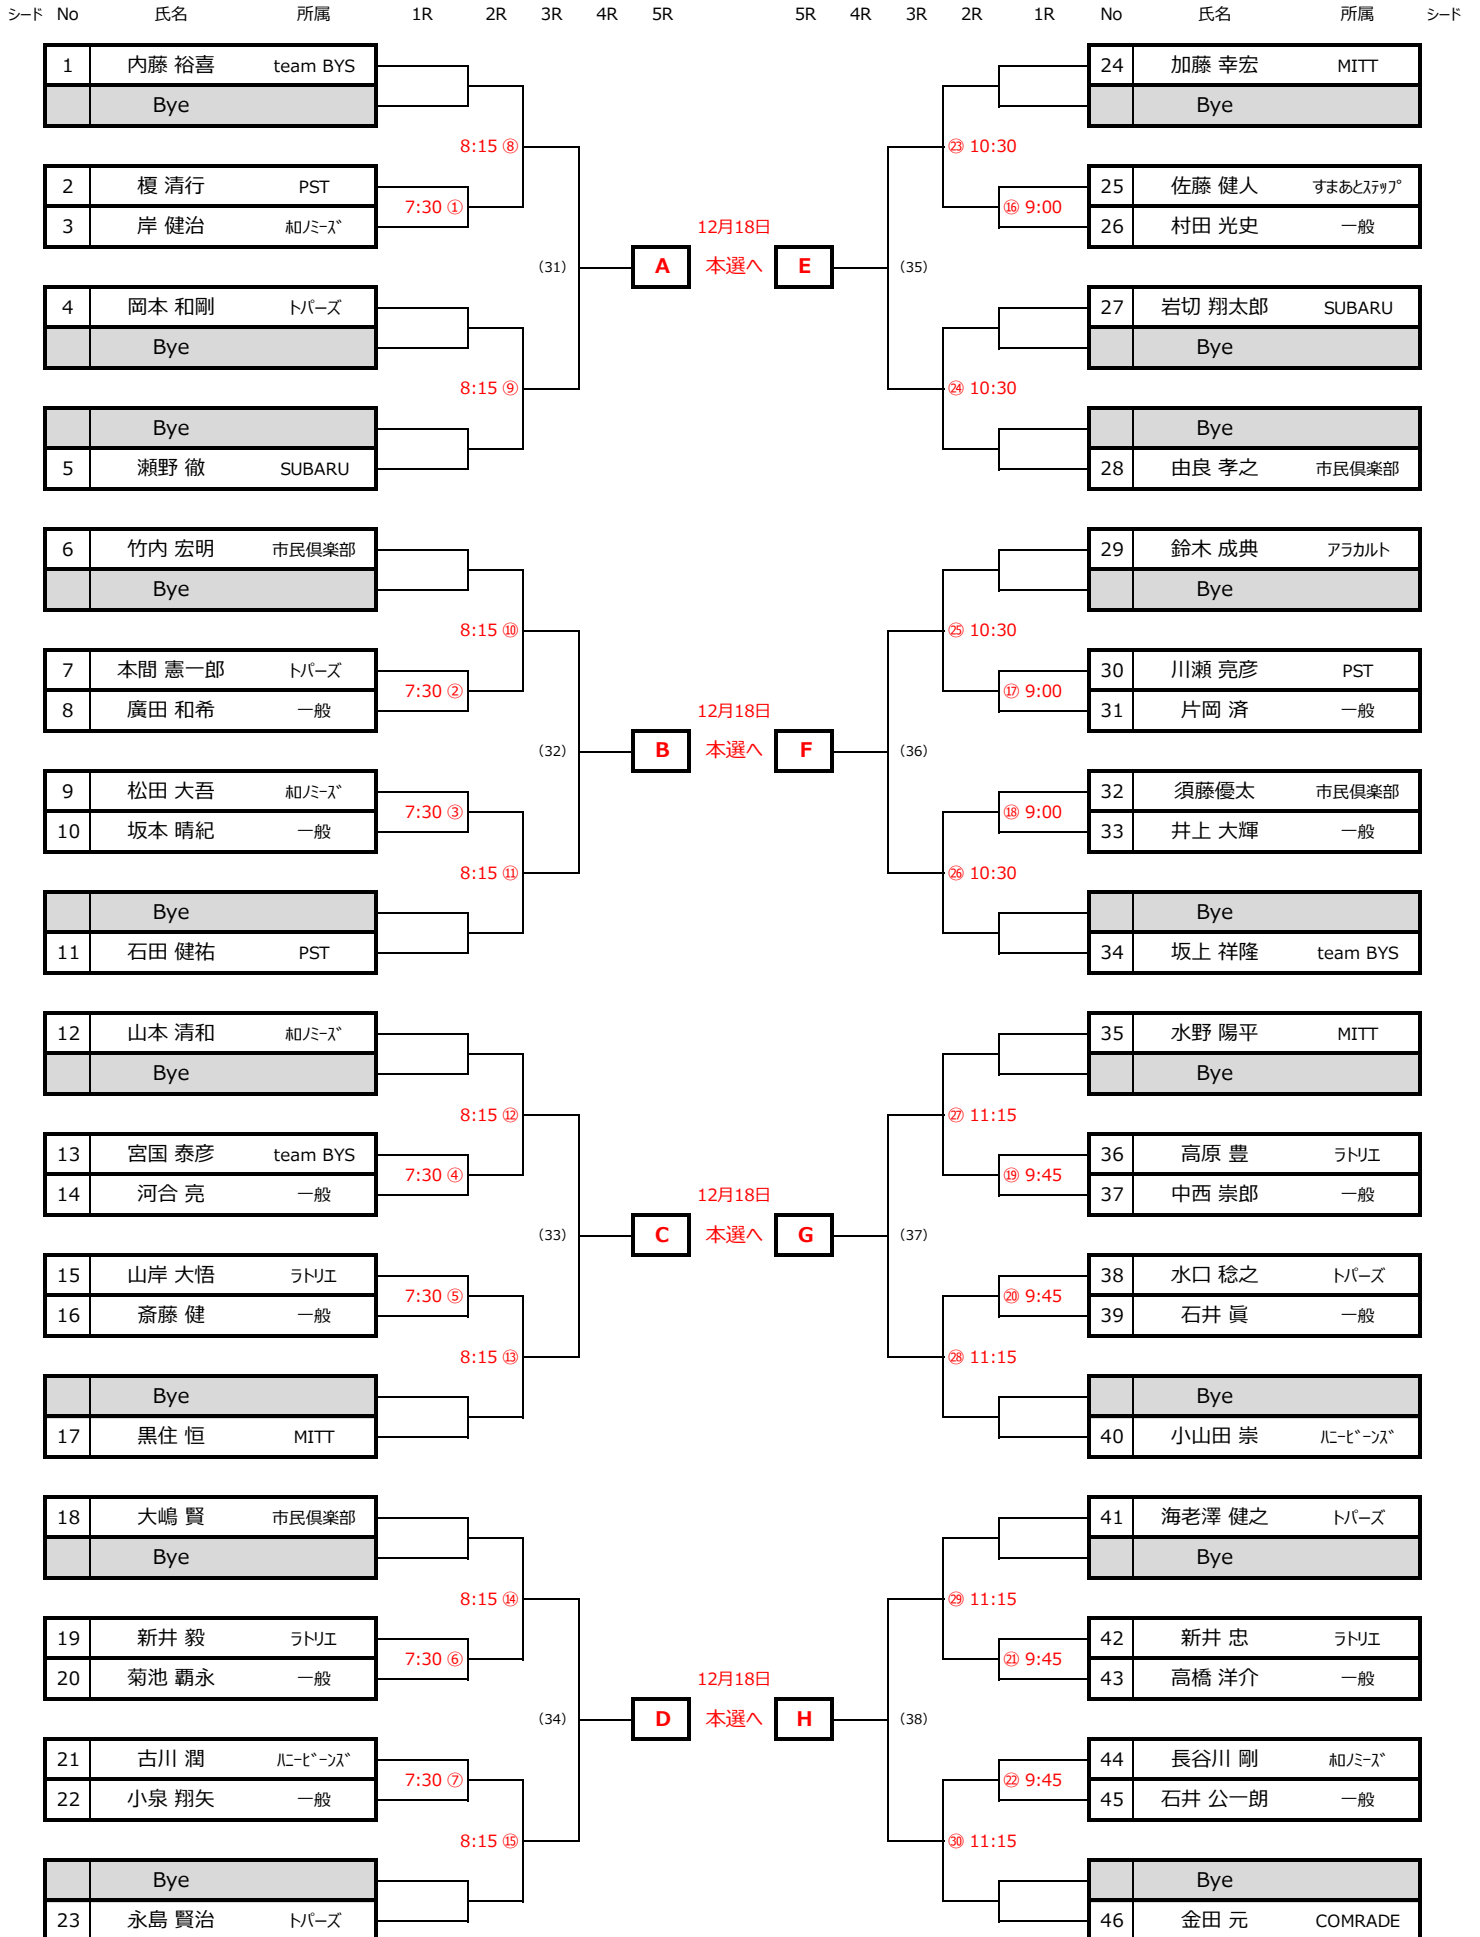 シード No 氏名 所属 1R 2R 3R 4R 5R 5R 4R 3R 2R 1R No 氏名 所属 シード
1 内藤 裕喜 team BYS 24 加藤 幸宏 MITT
Bye Bye
8:15 ⑧ ㉓ 10:30
2 榎 清行 PST 25 佐藤 健人 すまあとｽﾃｯﾌﾟ
7:30 ① ⑯ 9:00
3 岸 健治 ｷｬﾛﾉﾐｰｽﾞ 26 村田 光史 一般
12月18日
(31) A 本選へ E (35)
4 岡本 和剛 トパーズ 27 岩切 翔太郎 SUBARU
Bye Bye
8:15 ⑨ ㉔ 10:30
Bye Bye
5 瀬野 徹 SUBARU 28 由良 孝之 市民倶楽部
6 竹内 宏明 市民倶楽部 29 鈴木 成典 アラカルト
Bye Bye
8:15 ⑩ ㉕ 10:30
7 本間 憲一郎 トパーズ 30 川瀬 亮彦 PST
7:30 ② ⑰ 9:00
8 廣田 和希 一般 31 片岡 済 一般
12月18日
(32) B 本選へ F (36)
9 松田 大吾 32 須藤優太 市民倶楽部
7:30 ③ ⑱ 9:00
10 坂本 晴紀 一般 33 井上 大輝 一般
8:15 ⑪ ㉖ 10:30
Bye Bye
11 石田 健祐 PST 34 坂上 祥隆 team BYS
12 山本 清和 35 水野 陽平 MITT
Bye Bye
8:15 ⑫ ㉗ 11:15
13 宮国 泰彦 team BYS 36 高原 豊 ラトリエ
7:30 ④ ⑲ 9:45
14 河合 亮 一般 37 中西 崇郎 一般
12月18日
(33) C 本選へ G (37)
15 山岸 大悟 ラトリエ 38 水口 稔之 トパーズ
7:30 ⑤ ⑳ 9:45
16 斎藤 健 一般 39 石井 眞 一般
8:15 ⑬ ㉘ 11:15
Bye Bye
17 黒住 恒 MITT 40 小山田 崇 ﾊﾆｰﾋﾞｰﾝｽﾞ
18 大嶋 賢 市民倶楽部 41 海老澤 健之 トパーズ
Bye Bye
8:15 ⑭ ㉙ 11:15
19 新井 毅 ラトリエ 42 新井 忠 ラトリエ
7:30 ⑥ ㉑ 9:45
20 菊池 覇永 一般 43 高橋 洋介 一般
12月18日
(34) D 本選へ H (38)
21 古川 潤 ﾊﾆｰﾋﾞｰﾝｽﾞ 44 長谷川 剛
7:30 ⑦ ㉒ 9:45
22 小泉 翔矢 一般 45 石井 公一朗 一般
8:15 ⑮ ㉚ 11:15
Bye Bye
23 永島 賢治 トパーズ 46 金田 元 COMRADE